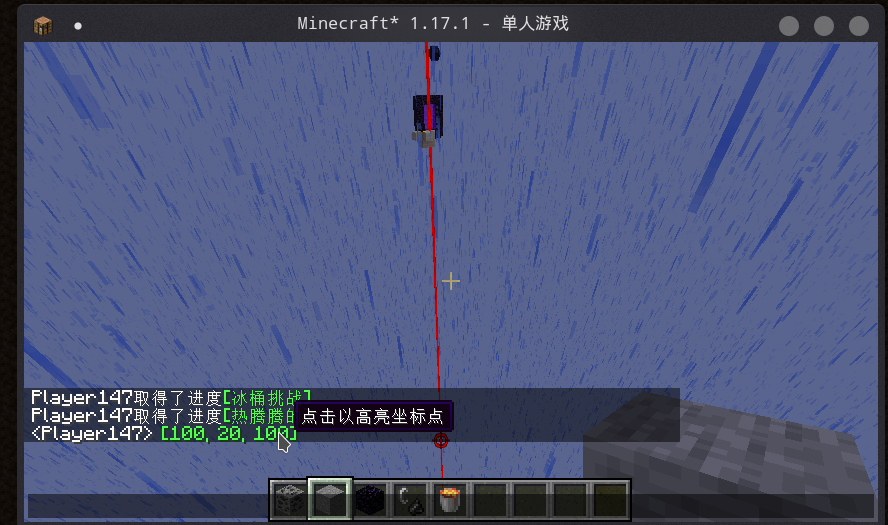 Minecraft* 1.17.1 - 单人游戏
Player147取得了进度[冰桶挑战]
Player147取得了进度[热腾腾的
点击以高亮坐标点
<Player147> [100, 20, 100]